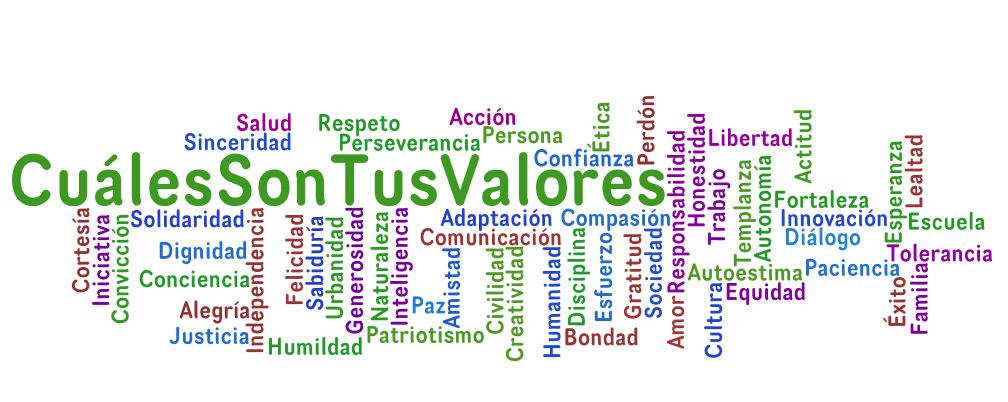 Salud
Respeto
Acción
Sinceridad
Perseverancia
Persona
Ética
Perdón
Confianza
CuálesSonTusValores
Responsabilidad
Honestidad
Libertad
Actitud
Trabajo
Templanza
Autonomía
Fortaleza
Esperanza
Lealtad
Cortesía
Iniciativa
Convicción
Solidaridad
Independencia
Felicidad
Sabiduría
Urbanidad
Generosidad
Naturaleza
Inteligencia
Adaptación
Compasión
Innovación
Escuela
Dignidad
Comunicación
Diálogo
Disciplina
Esfuerzo
Gratitud
Sociedad
Tolerancia
Conciencia
Amistad
Civilidad
Creatividad
Humanidad
Autoestima
Paciencia
Alegría
Paz
Amor
Cultura
Equidad
Éxito
Familia
Justicia
Humildad
Patriotismo
Bondad